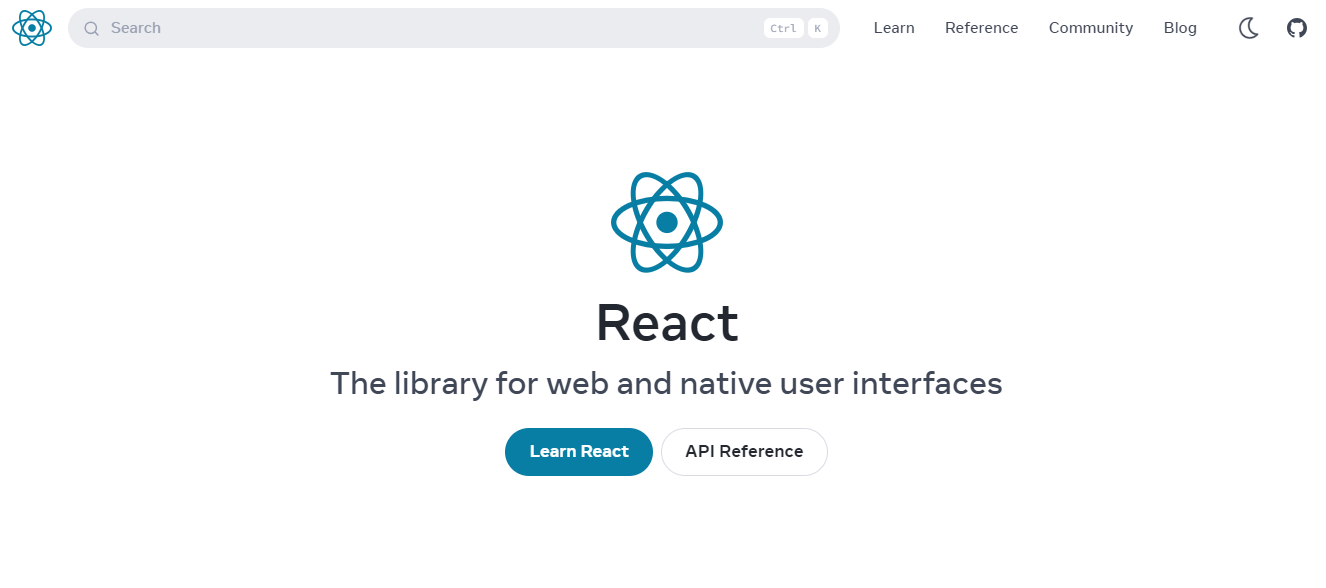 Search Ctrl K Learn Reference Community Blog
React
The library for web and native user interfaces
Learn React API Reference